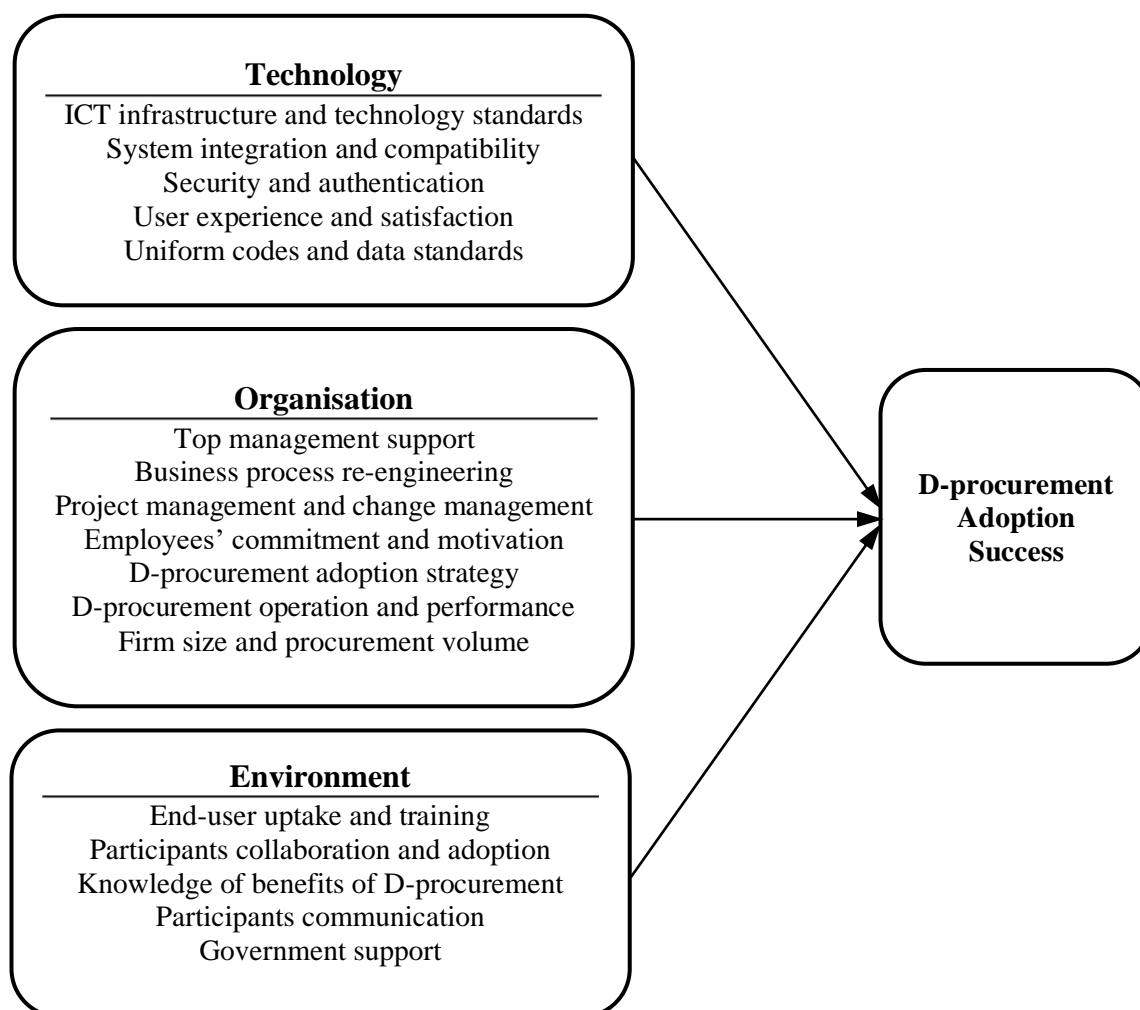 Technology
ICT infrastructure and technology standards
System integration and compatibility
Security and authentication
User experience and satisfaction
Uniform codes and data standards
Organisation
Top management support
Business process re-engineering
Project management and change management
Employees’ commitment and motivation
D-procurement adoption strategy
D-procurement operation and performance
Firm size and procurement volume
Environment
End-user uptake and training
Participants collaboration and adoption
Knowledge of benefits of D-procurement
Participants communication
Government support
D-procurement
Adoption
Success